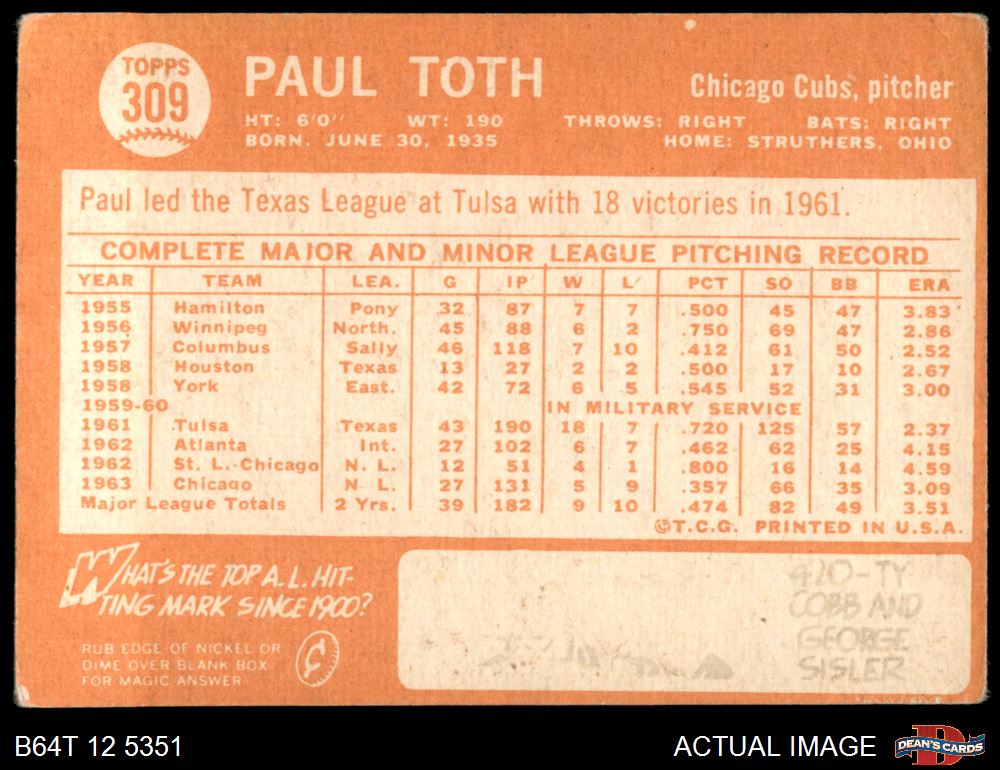 TOPPS
309
PAUL TOTH
Chicago Cubs, pitcher
HT: 6'0" WT: 190 THROWS: RIGHT BATS: RIGHT
BORN. JUNE 30, 1935 HOME: STRUTHERS, OHIO
Paul led the Texas League at Tulsa with 18 victories in 1961.
COMPLETE MAJOR AND MINOR LEAGUE PITCHING RECORD
YEAR TEAM LEA. G IP W L PCT SO BB ERA
1955 Hamilton Pony 32 87 7 7 .500 45 47 3.83
1956 Winnipeg North. 45 88 6 2 .750 69 47 2.86
1957 Columbus Sally 46 118 7 10 .412 61 50 2.52
1958 Houston Texas 13 27 2 2 .500 17 10 2.67
1958 York East. 42 72 6 5 .545 52 31 3.00
1959-60 IN MILITARY SERVICE
1961 Tulsa Texas 43 190 18 7 .720 125 57 2.37
1962 Atlanta Int. 27 102 6 7 .462 62 25 4.15
1962 St. L.-Chicago N. L. 12 51 4 1 .800 16 14 4.59
1963 Chicago N. L. 27 131 5 9 .357 66 35 3.09
Major League Totals 2 Yrs. 39 182 9 10 .474 82 49 3.51
©T.C.G. PRINTED IN U.S.A.
WHAT'S THE TOP A.L. HIT-
TING MARK SINCE 1900?
RUB EDGE OF NICKEL OR
DIME OVER BLANK BOX
FOR MAGIC ANSWER
¢
420-TY
COBB AND
GEORGE
SISLER
B64T 12 5351
ACTUAL IMAGE
D
DEAN'S CARDS